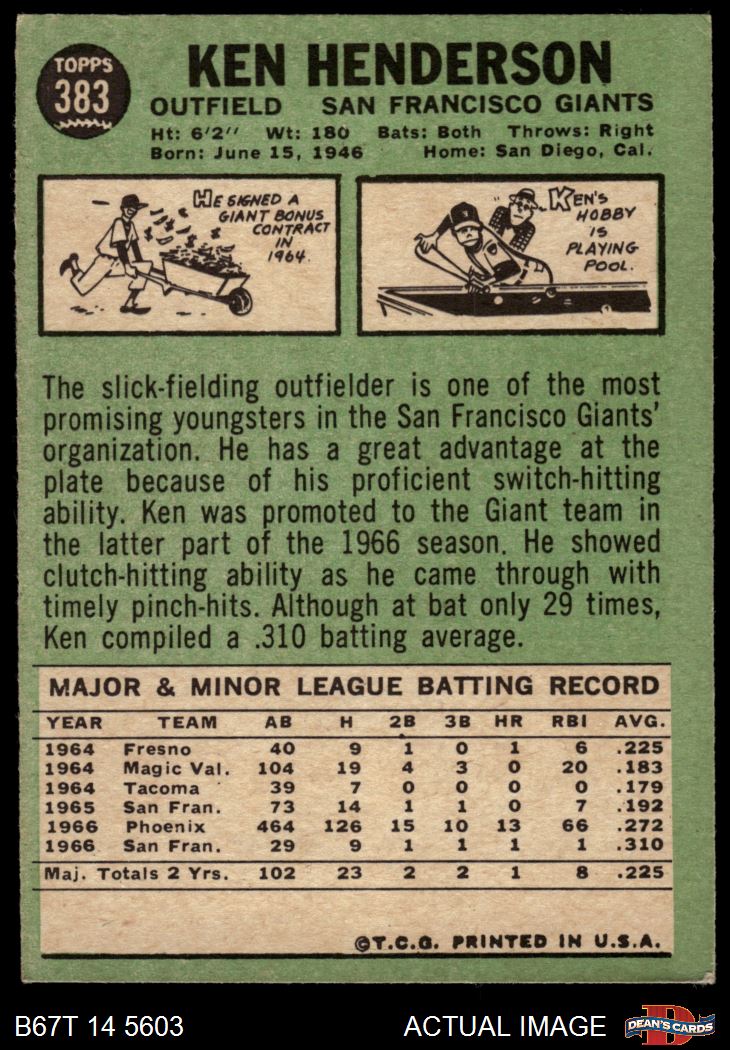 TOPPS
383
KEN HENDERSON
OUTFIELD SAN FRANCISCO GIANTS
Ht: 6'2'' Wt: 180 Bats: Both Throws: Right
Born: June 15, 1946 Home: San Diego, Cal.
HE SIGNED A
GIANT BONUS
CONTRACT
IN
1964.
KEN'S
HOBBY
IS
PLAYING
POOL.
The slick-fielding outfielder is one of the most
promising youngsters in the San Francisco Giants'
organization. He has a great advantage at the
plate because of his proficient switch-hitting
ability. Ken was promoted to the Giant team in
the latter part of the 1966 season. He showed
clutch-hitting ability as he came through with
timely pinch-hits. Although at bat only 29 times,
Ken compiled a .310 batting average.
MAJOR & MINOR LEAGUE BATTING RECORD
YEAR TEAM AB H 2B 3B HR RBI AVG.
1964 Fresno 40 9 1 0 1 6 .225
1964 Magic Val. 104 19 4 3 0 20 .183
1964 Tacoma 39 7 0 0 0 0 .179
1965 San Fran. 73 14 1 1 0 7 .192
1966 Phoenix 464 126 15 10 13 66 .272
1966 San Fran. 29 9 1 1 1 1 .310
Maj. Totals 2 Yrs. 102 23 2 2 1 8 .225
©T.C.G. PRINTED IN U.S.A.
B67T 14 5603 ACTUAL IMAGE
D
DEAN'S CARDS